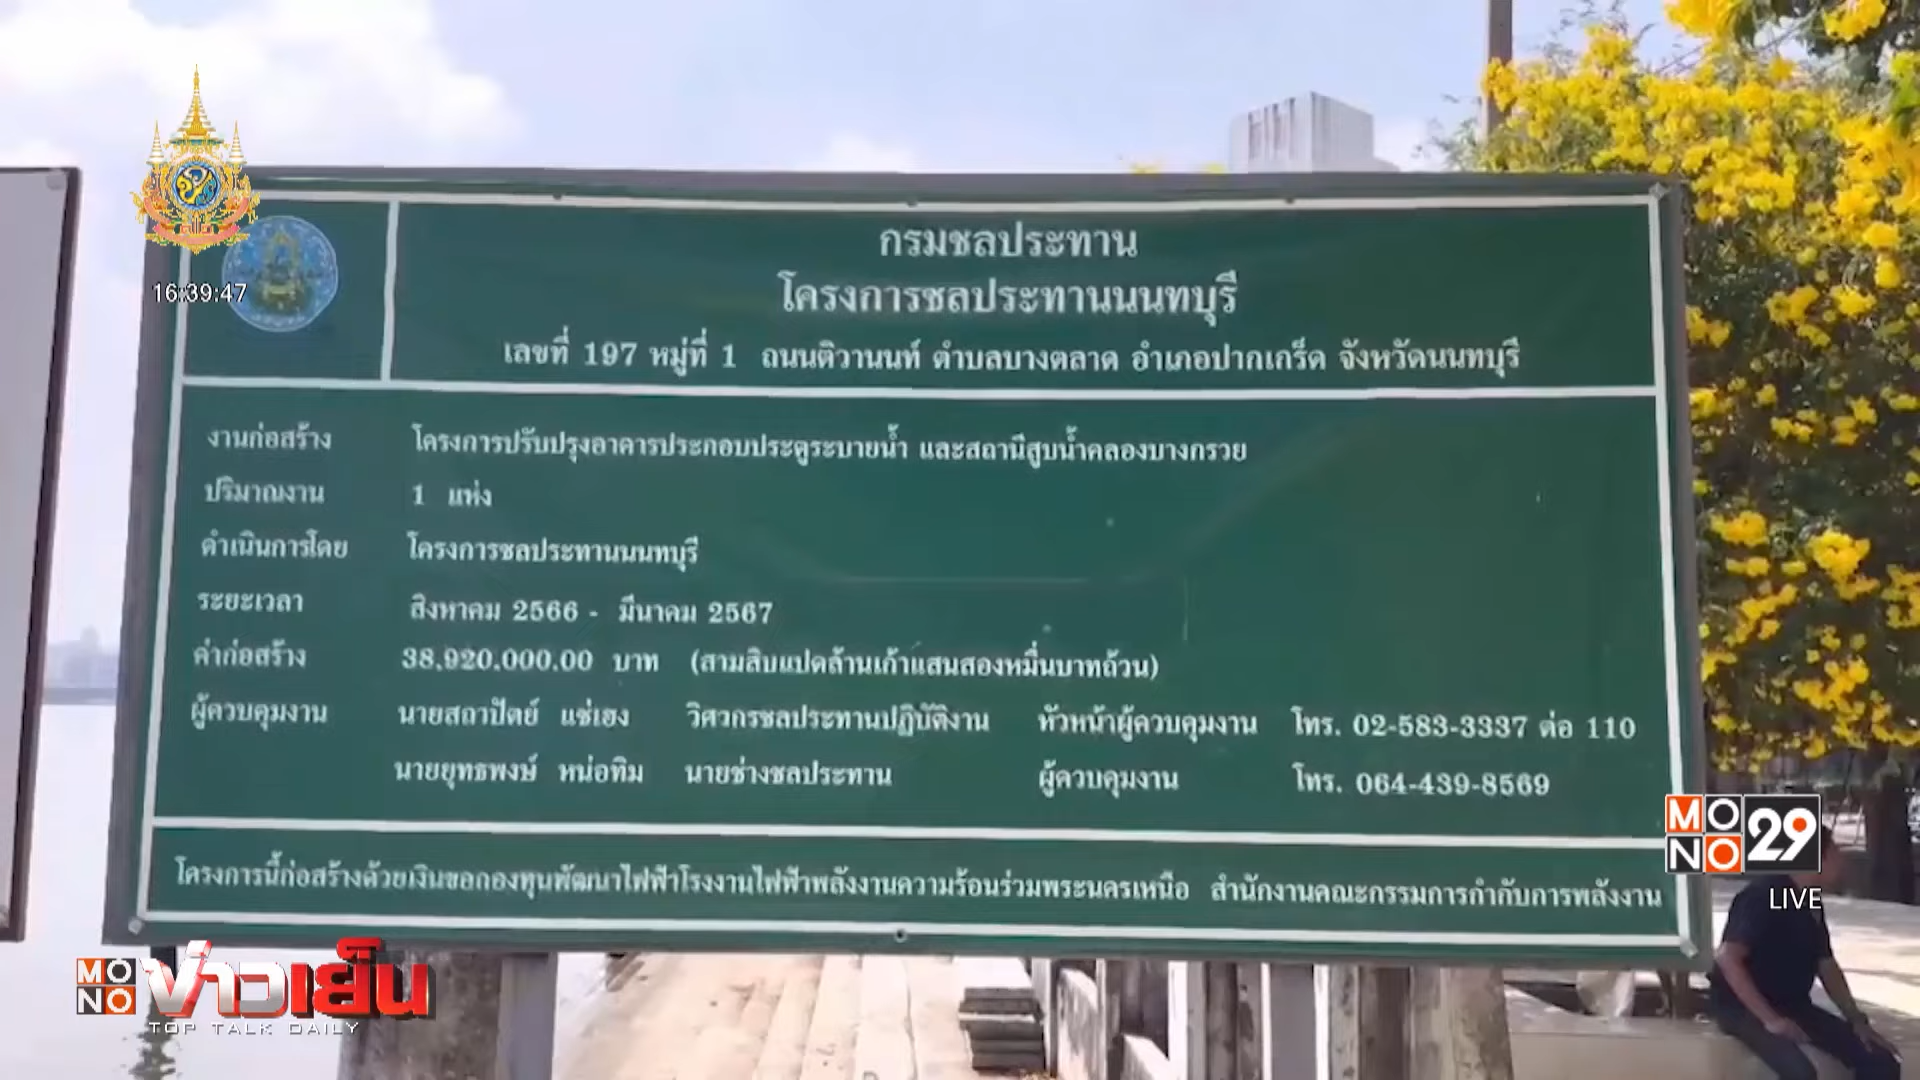 กรมชลประทาน
โครงการชลประทานนนทบุรี
เลขที่ 197 หมู่ที่ 1 ถนนติวานนท์ ตำบลบางตลาด อำเภอปากเกร็ด จังหวัดนนทบุรี
16:39:47
งานก่อสร้าง โครงการปรับปรุงอาคารประกอบประตูระบายน้ำ และสถานีสูบน้ำคลองบางกรวย
ปริมาณงาน 1 แห่ง
ดำเนินการโดย โครงการชลประทานนนทบุรี
ระยะเวลา สิงหาคม 2566 - มีนาคม 2567
ค่าก่อสร้าง 38,920,000.00 บาท (สามสิบแปดล้านเก้าแสนสองหมื่นบาทถ้วน)
ผู้ควบคุมงาน นายสถาปัตย์ แซ่เฮง วิศวกรชลประทานปฏิบัติงาน หัวหน้าผู้ควบคุมงาน โทร. 02-583-3337 ต่อ 110
นายยุทธพงษ์ หน่อทิม นายช่างชลประทาน ผู้ควบคุมงาน โทร. 064-439-8569
โครงการนี้ก่อสร้างด้วยเงินขอกองทุนพัฒนาไฟฟ้าโรงงานไฟฟ้าพลังงานความร้อนร่วมพระนครเหนือ สำนักงานคณะกรรมการกำกับการพลังงาน
MONO 29
LIVE
MONO ข่าวเย็น
TOP TALK DAILY